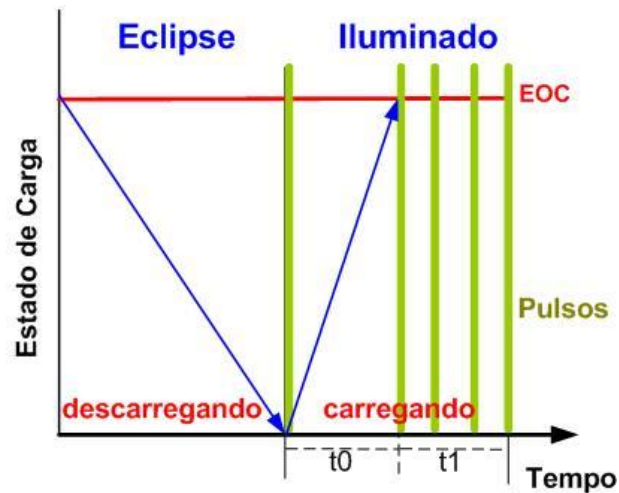 Eclipse
Iluminado
EOC
Estado de Carga
Pulsos
descarregando
carregando
t0
t1
Tempo